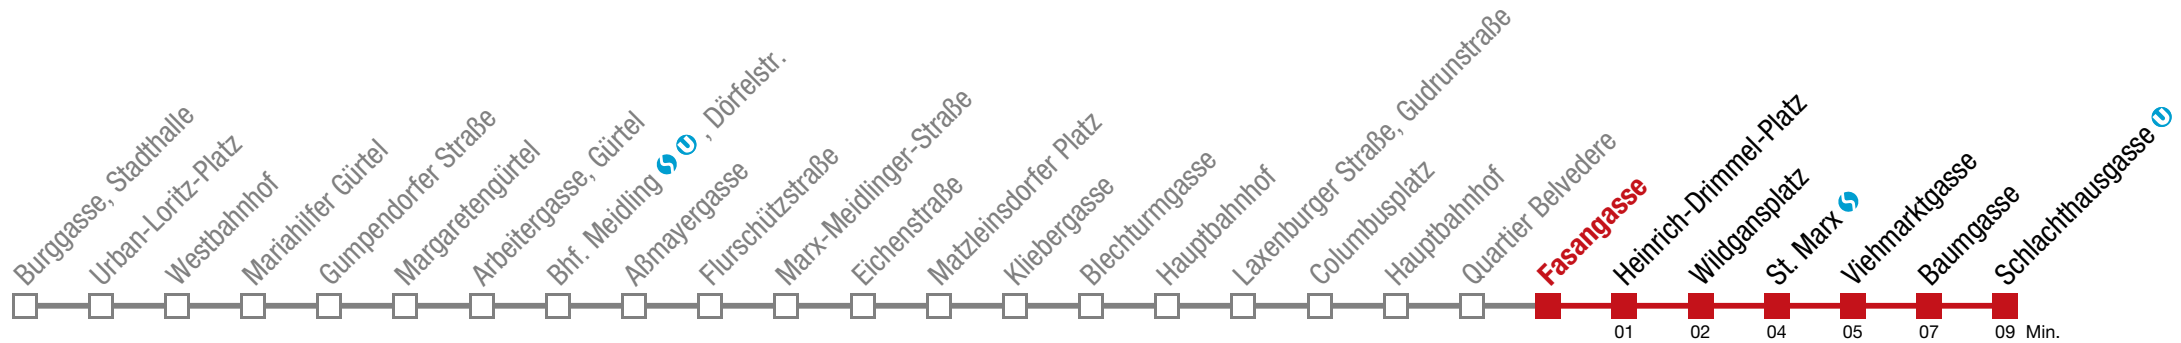 Burggasse, Stadthalle
Urban-Loritz-Platz
Westbahnhof
Mariahilfer Gürtel
Gumpendorfer Straße
Margaretengürtel
Arbeitergasse, Gürtel
Bhf. Meidling S U , Dörfelstr.
Aßmayergasse
Flurschützstraße
Marx-Meidlinger-Straße
Eichenstraße
Matzleinsdorfer Platz
Kliebergasse
Blechturmgasse
Hauptbahnhof
Laxenburger Straße, Gudrunstraße
Columbusplatz
Hauptbahnhof
Quartier Belvedere
Fasangasse
Heinrich-Drimmel-Platz
Wildgansplatz
St. Marx S
Viehmarktgasse
Baumgasse
Schlachthausgasse U
01 02 04 05 07 09 Min.